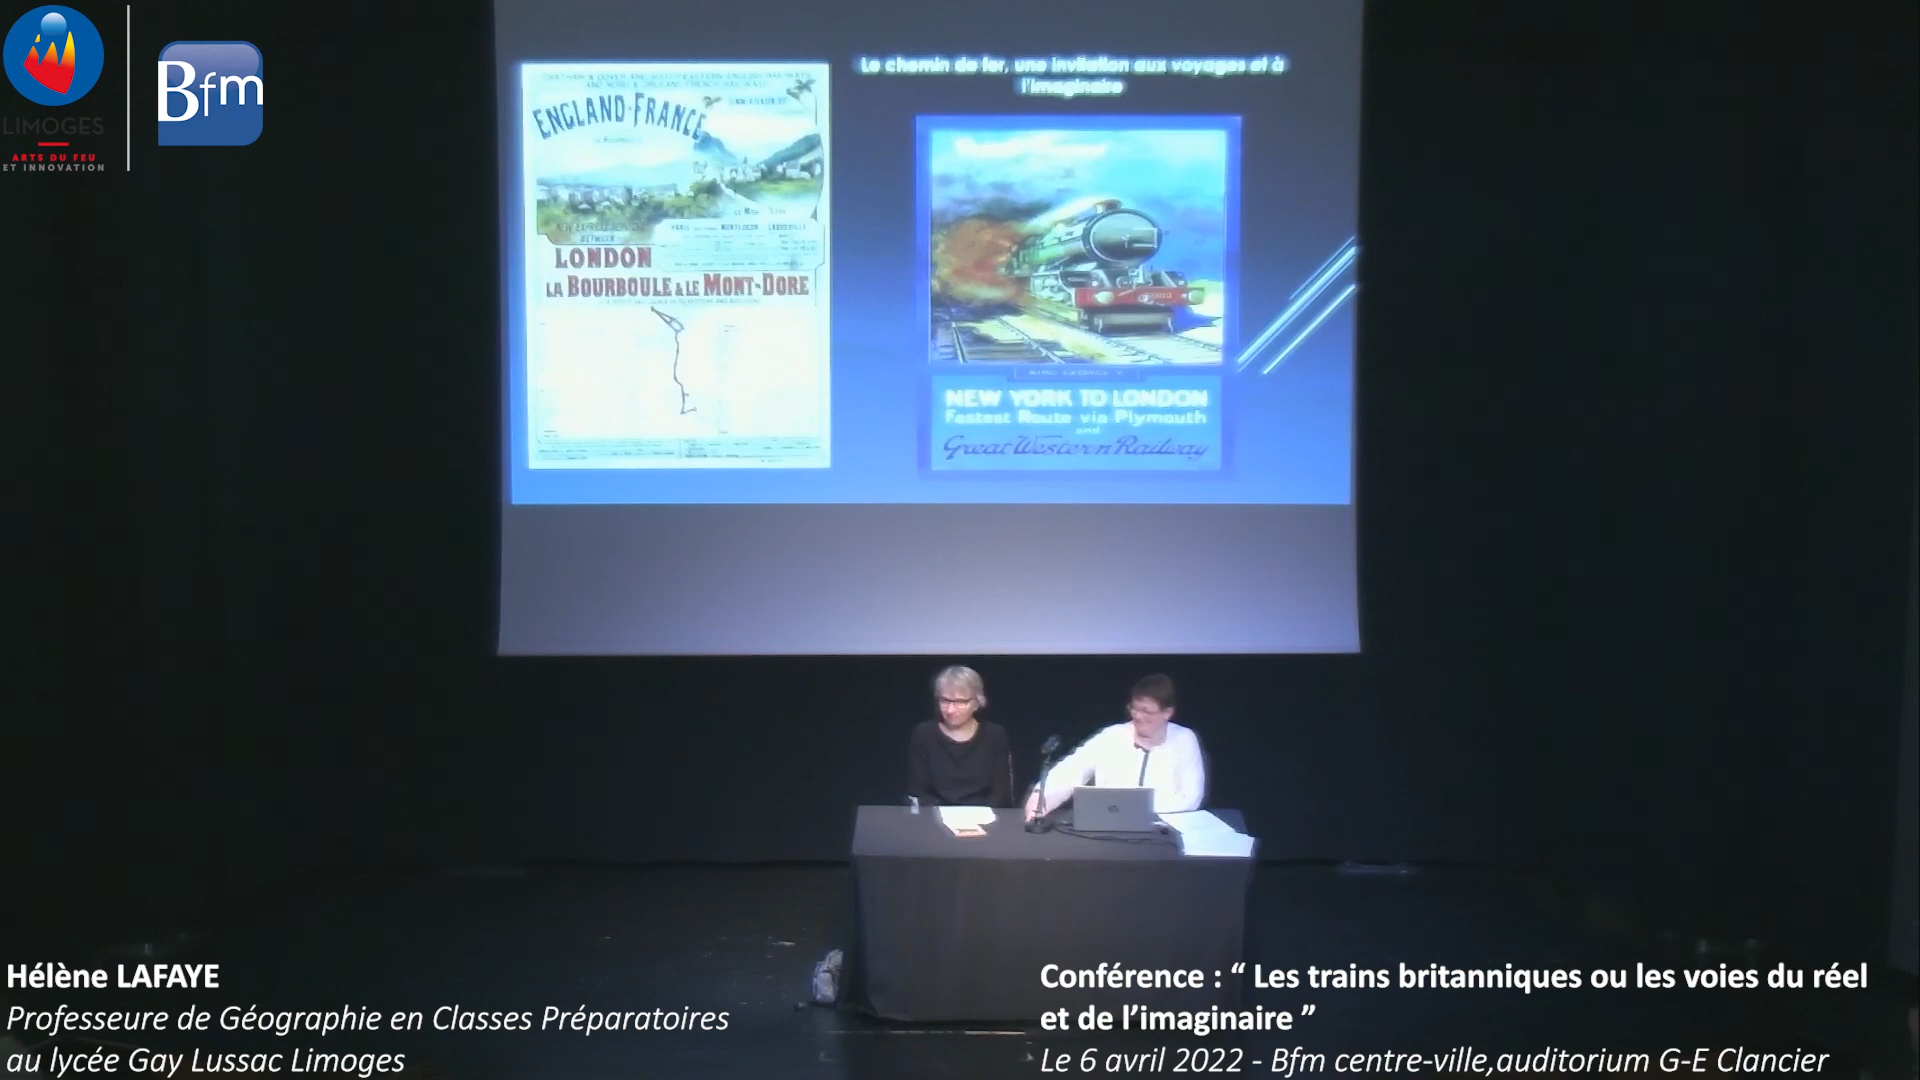 LIMOGES
ARTS DU FEU
ET INNOVATION
Bfm
Le chemin de fer, une invitation aux voyages et à
l'imaginaire
ENGLAND-FRANCE
BETWEEN
LONDON
LA BOURBOULE & LE MONT-DORE
KING GEORGE V
NEW YORK TO LONDON
Fastest Route via Plymouth
and
Great Western Railway
Hélène LAFAYE
Professeure de Géographie en Classes Préparatoires
au lycée Gay Lussac Limoges
Conférence : “ Les trains britanniques ou les voies du réel
et de l’imaginaire ”
Le 6 avril 2022 - Bfm centre-ville,auditorium G-E Clancier